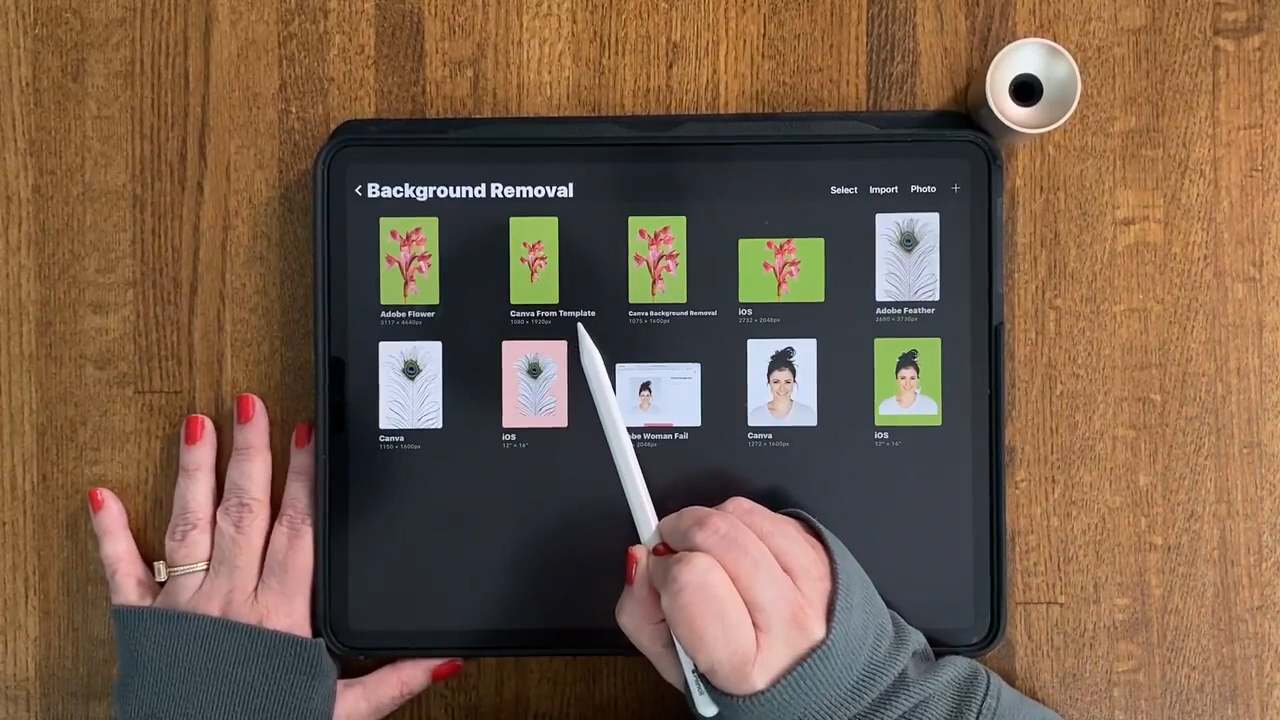 Background Removal
Select Import Photo +
Adobe Flower
3117 × 4640px
Canva From Template
1080 × 1920px
Canva Background Removal
1075 × 1600px
iOS
2732 × 2048px
Adobe Feather
2680 × 3730px
Canva
1150 × 1600px
iOS
12" × 16"
be Woman Fail
2048px
Canva
1272 × 1600px
iOS
12" × 16"